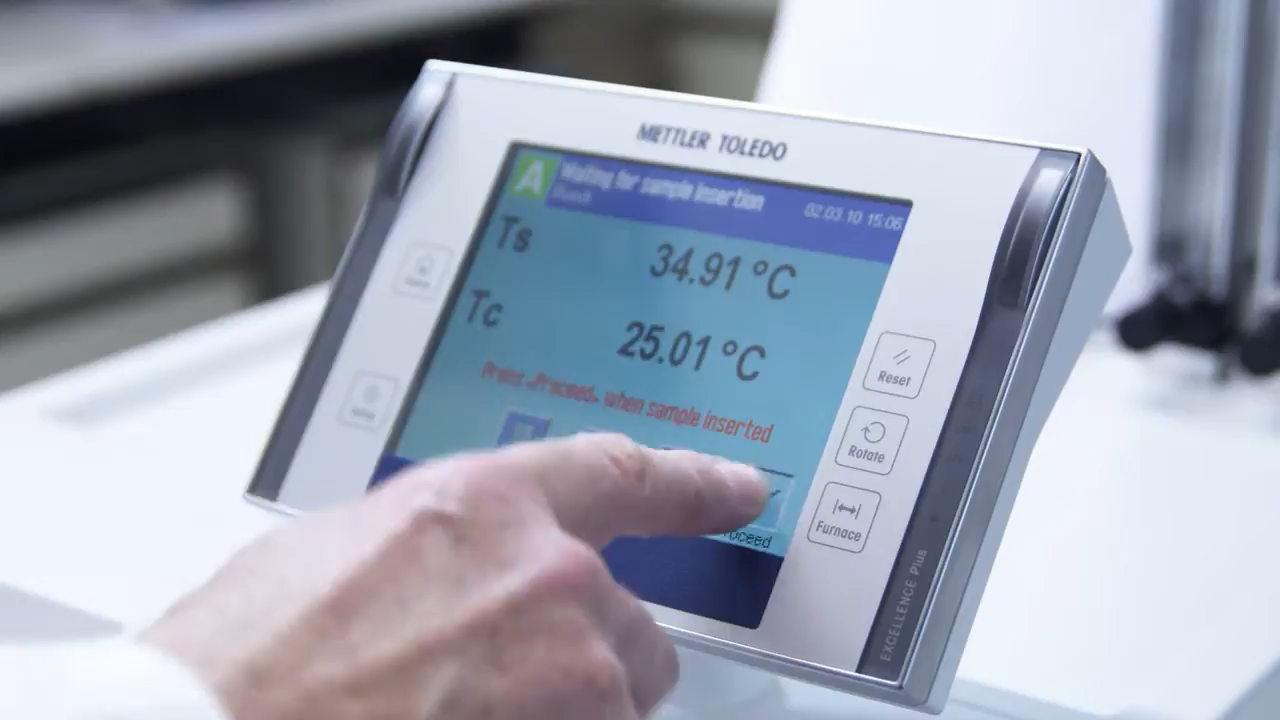 METTLER TOLEDO
A
Waiting for sample insertion
02.03.10 15:06
Ts
34.91 °C
Tc
25.01 °C
Press «Proceed» when sample inserted
Reset
Rotate
Furnace
EXCELLENCE Plus